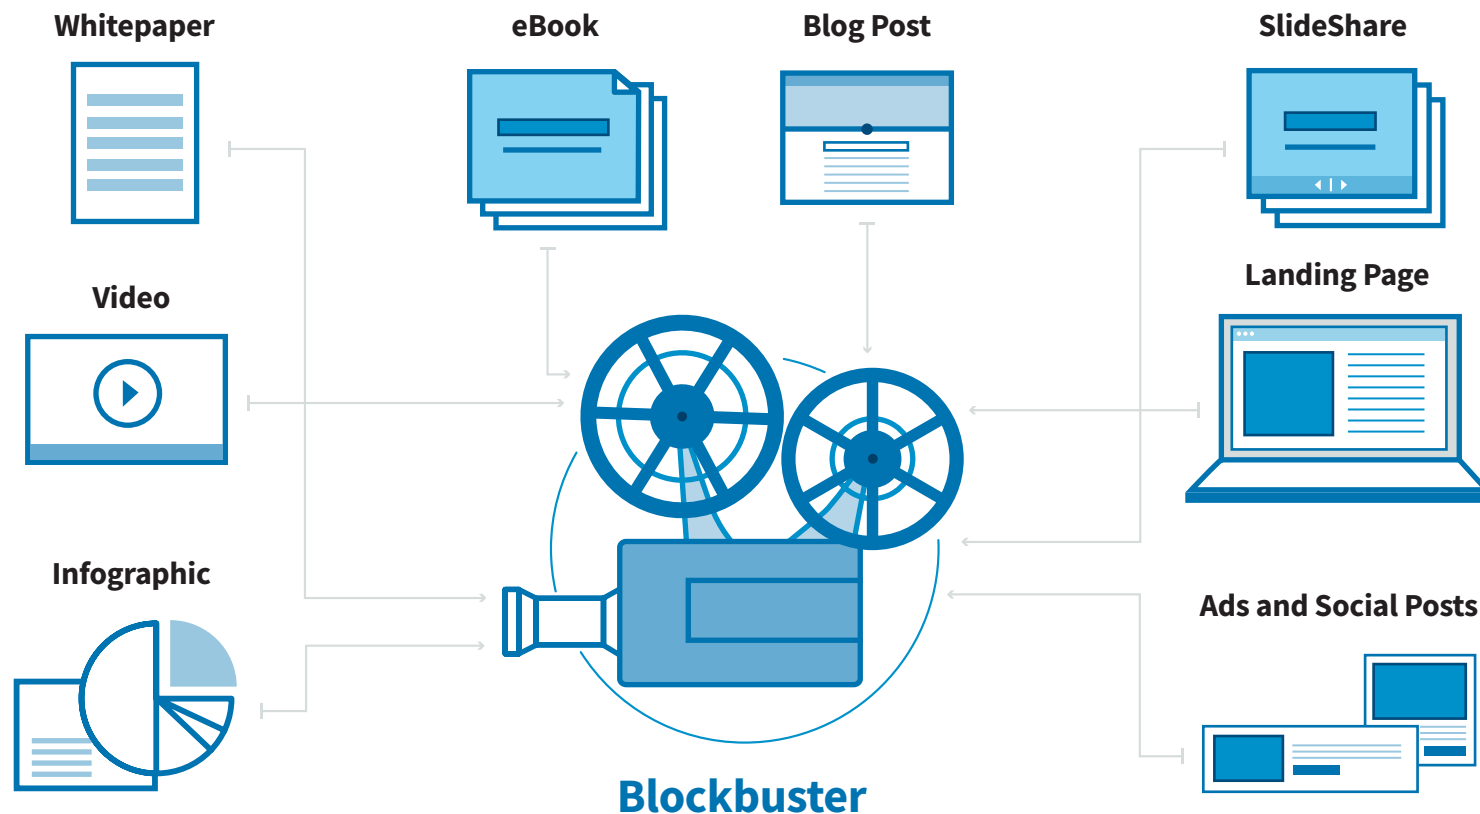 Whitepaper
eBook
Blog Post
SlideShare
Landing Page
Video
Infographic
Ads and Social Posts
Blockbuster